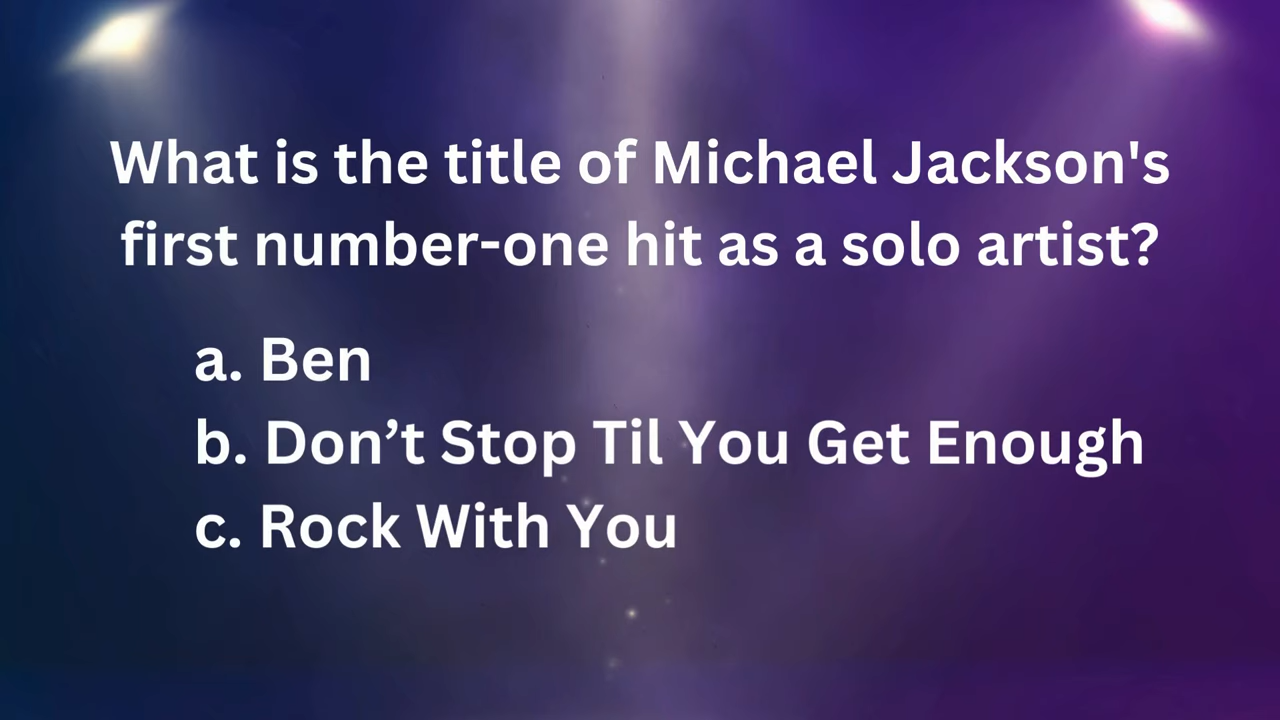 What is the title of Michael Jackson's
first number-one hit as a solo artist?
a. Ben
b. Don’t Stop Til You Get Enough
c. Rock With You